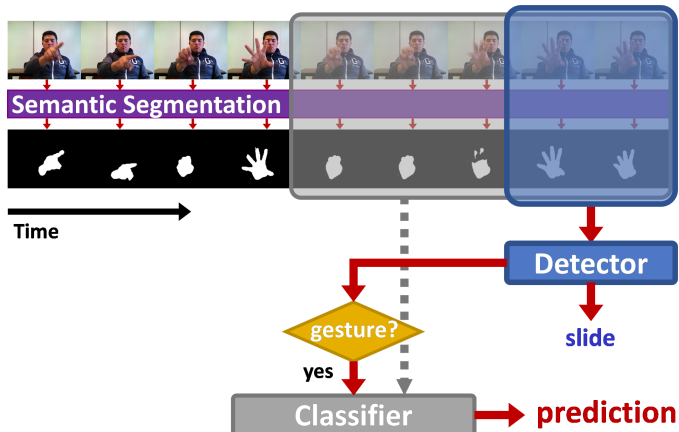 Semantic Segmentation
Time
Detector
gesture?
slide
yes
Classifier
prediction